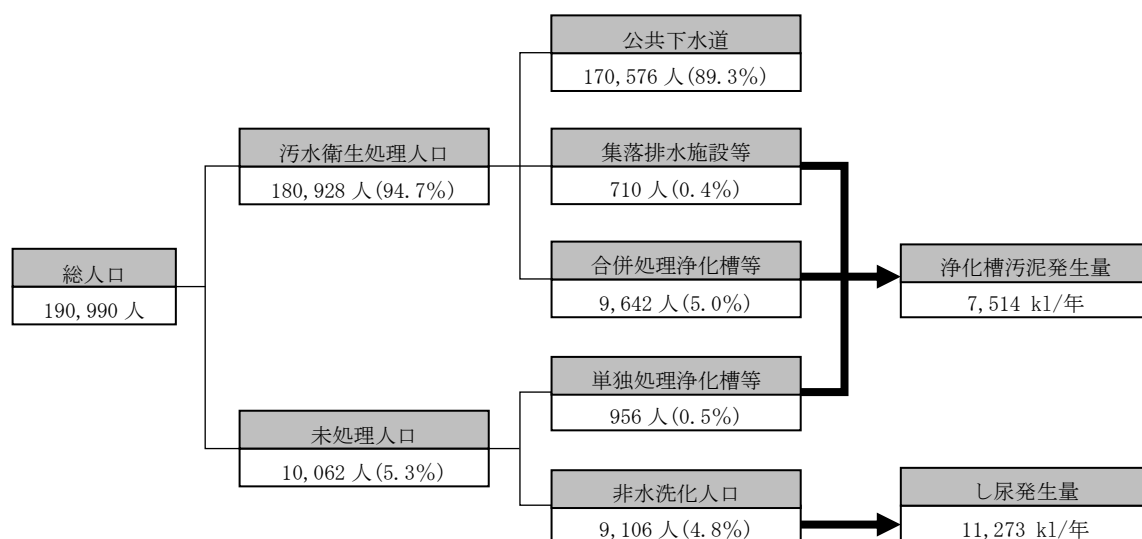 公共下水道
170,576 人(89.3%)
汚水衛生処理人口
180,928 人(94.7%)
集落排水施設等
710 人(0.4%)
総人口
190,990 人
合併処理浄化槽等
9,642 人(5.0%)
浄化槽汚泥発生量
7,514 kl/年
単独処理浄化槽等
956 人(0.5%)
未処理人口
10,062 人(5.3%)
非水洗化人口
9,106 人(4.8%)
し尿発生量
11,273 kl/年